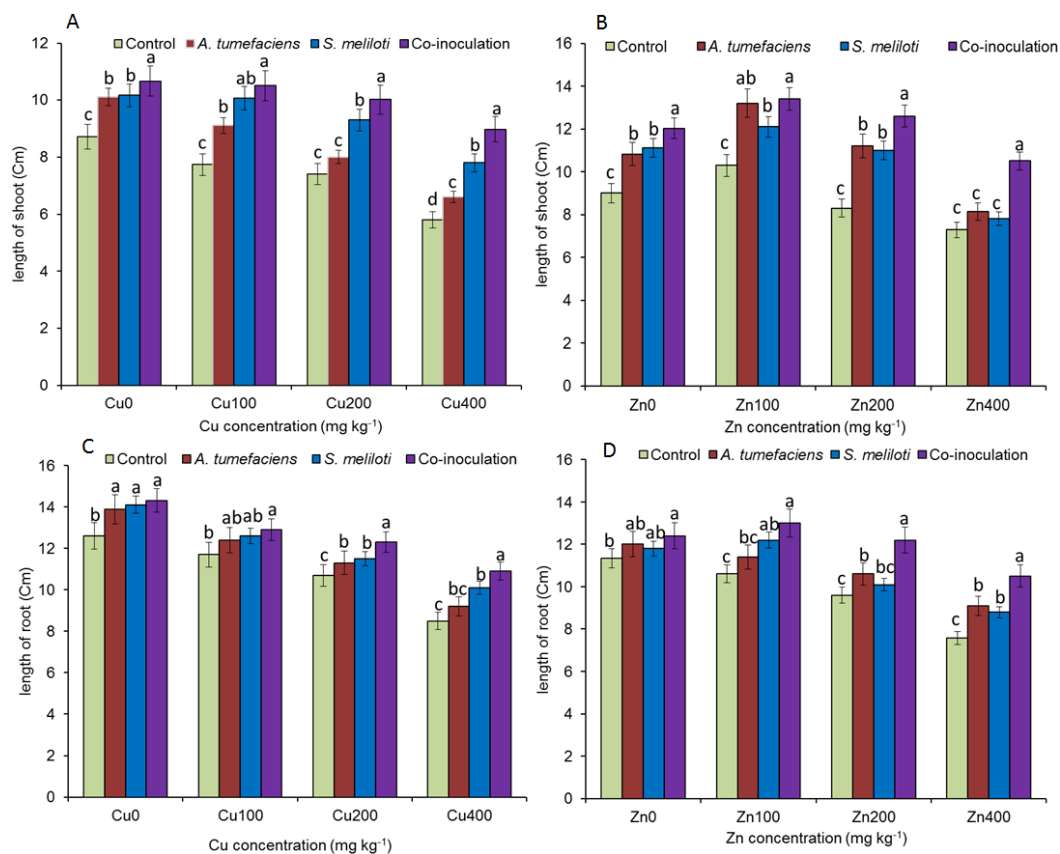 A
Control A. tumefaciens S. meliloti Co-inoculation
12
10
8
6
4
2
0
length of shoot (Cm)
c b b a
c b ab a
c c b a
d c b a
Cu0 Cu100 Cu200 Cu400
Cu concentration (mg kg⁻¹)
B
Control A. tumefaciens S. meliloti Co-inoculation
16
14
12
10
8
6
4
2
0
length of shoot (Cm)
c b b a
c ab b a
c b b a
c c c a
Zn0 Zn100 Zn200 Zn400
Zn concentration (mg kg⁻¹)
C
Control A. tumefaciens S. meliloti Co-inoculation
16
14
12
10
8
6
4
2
0
length of root (Cm)
b a a a
b ab ab a
c b b a
c bc b a
Cu0 Cu100 Cu200 Cu400
Cu concentration (mg kg⁻¹)
D
Control A. tumefaciens S. meliloti Co-inoculation
16
14
12
10
8
6
4
2
0
length of root (Cm)
b ab ab a
c bc ab a
c b bc a
c b b a
Zn0 Zn100 Zn200 Zn400
Zn concentration (mg kg⁻¹)